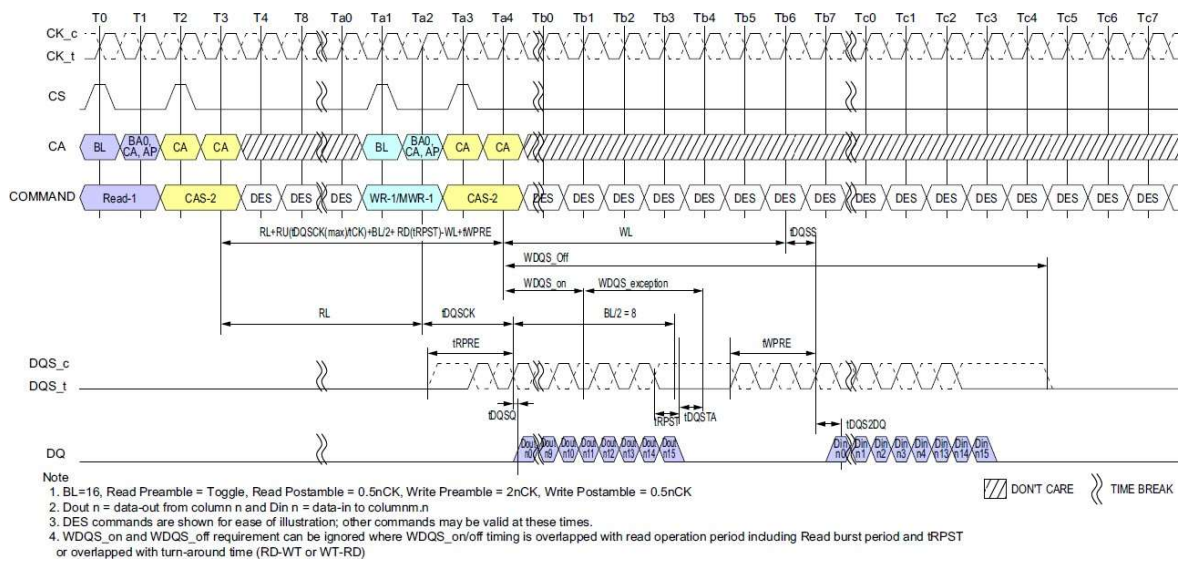 T0 T1 T2 T3 T4 T8 Ta0 Ta1 Ta2 Ta3 Ta4 Tb0 Tb1 Tb2 Tb3 Tb4 Tb5 Tb6 Tb7 Tc0 Tc1 Tc2 Tc3 Tc4 Tc5 Tc6 Tc7
CK_c
CK_t
CS
CA
BL BA0, CA, AP CA CA BL BA0, CA, AP CA CA
COMMAND
Read-1 CAS-2 DES DES DES WR-1/MWR-1 CAS-2 DES DES DES DES DES DES DES DES DES DES DES DES DES DES DES DES
RL+RU(tDQSCK(max)/tCK)+BL/2+ RD(tRPST)-WL+tWPRE WL tDQSS
WDQS_Off
WDQS_on WDQS_exception
RL tDQSCK BL/2 = 8
tRPRE tWPRE
DQS_c
DQS_t
tDQSQ tRPST tDQSTA tDQS2DQ
DQ
Dout n0 Dout n9 Dout n10 Dout n11 Dout n12 Dout n13 Dout n14 Dout n15 Din n0 Din n1 Din n2 Din n3 Din n4 Din n13 Din n14 Din n15
Note
1. BL=16, Read Preamble = Toggle, Read Postamble = 0.5nCK, Write Preamble = 2nCK, Write Postamble = 0.5nCK
2. Dout n = data-out from column n and Din n = data-in to columnm.n
3. DES commands are shown for ease of illustration; other commands may be valid at these times.
4. WDQS_on and WDQS_off requirement can be ignored where WDQS_on/off timing is overlapped with read operation period including Read burst period and tRPST
or overlapped with turn-around time (RD-WT or WT-RD)
DON'T CARE TIME BREAK